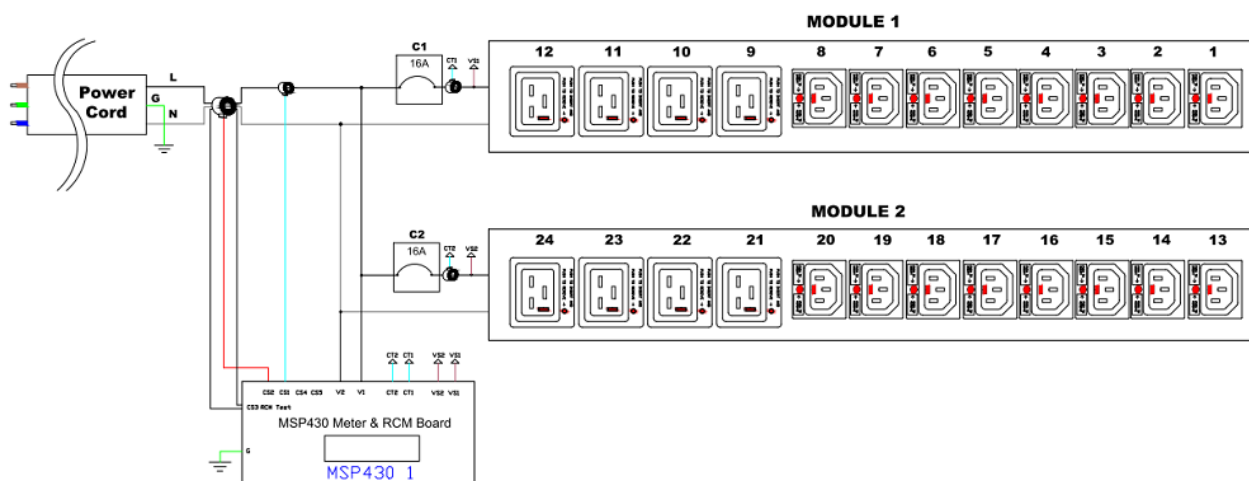 MODULE 1
C1
16A
CT1
VS1
12 11 10 9 8 7 6 5 4 3 2 1
Power
Cord
L
G
N
MODULE 2
C2
16A
CT2
VS2
24 23 22 21 20 19 18 17 16 15 14 13
CT2 CT1 VS2 VS1
CS2 CS1 CS4 CS5 V2 V1 CT2 CT1 VS2 VS1
CS3 RCM Test
MSP430 Meter & RCM Board
G
MSP430 1